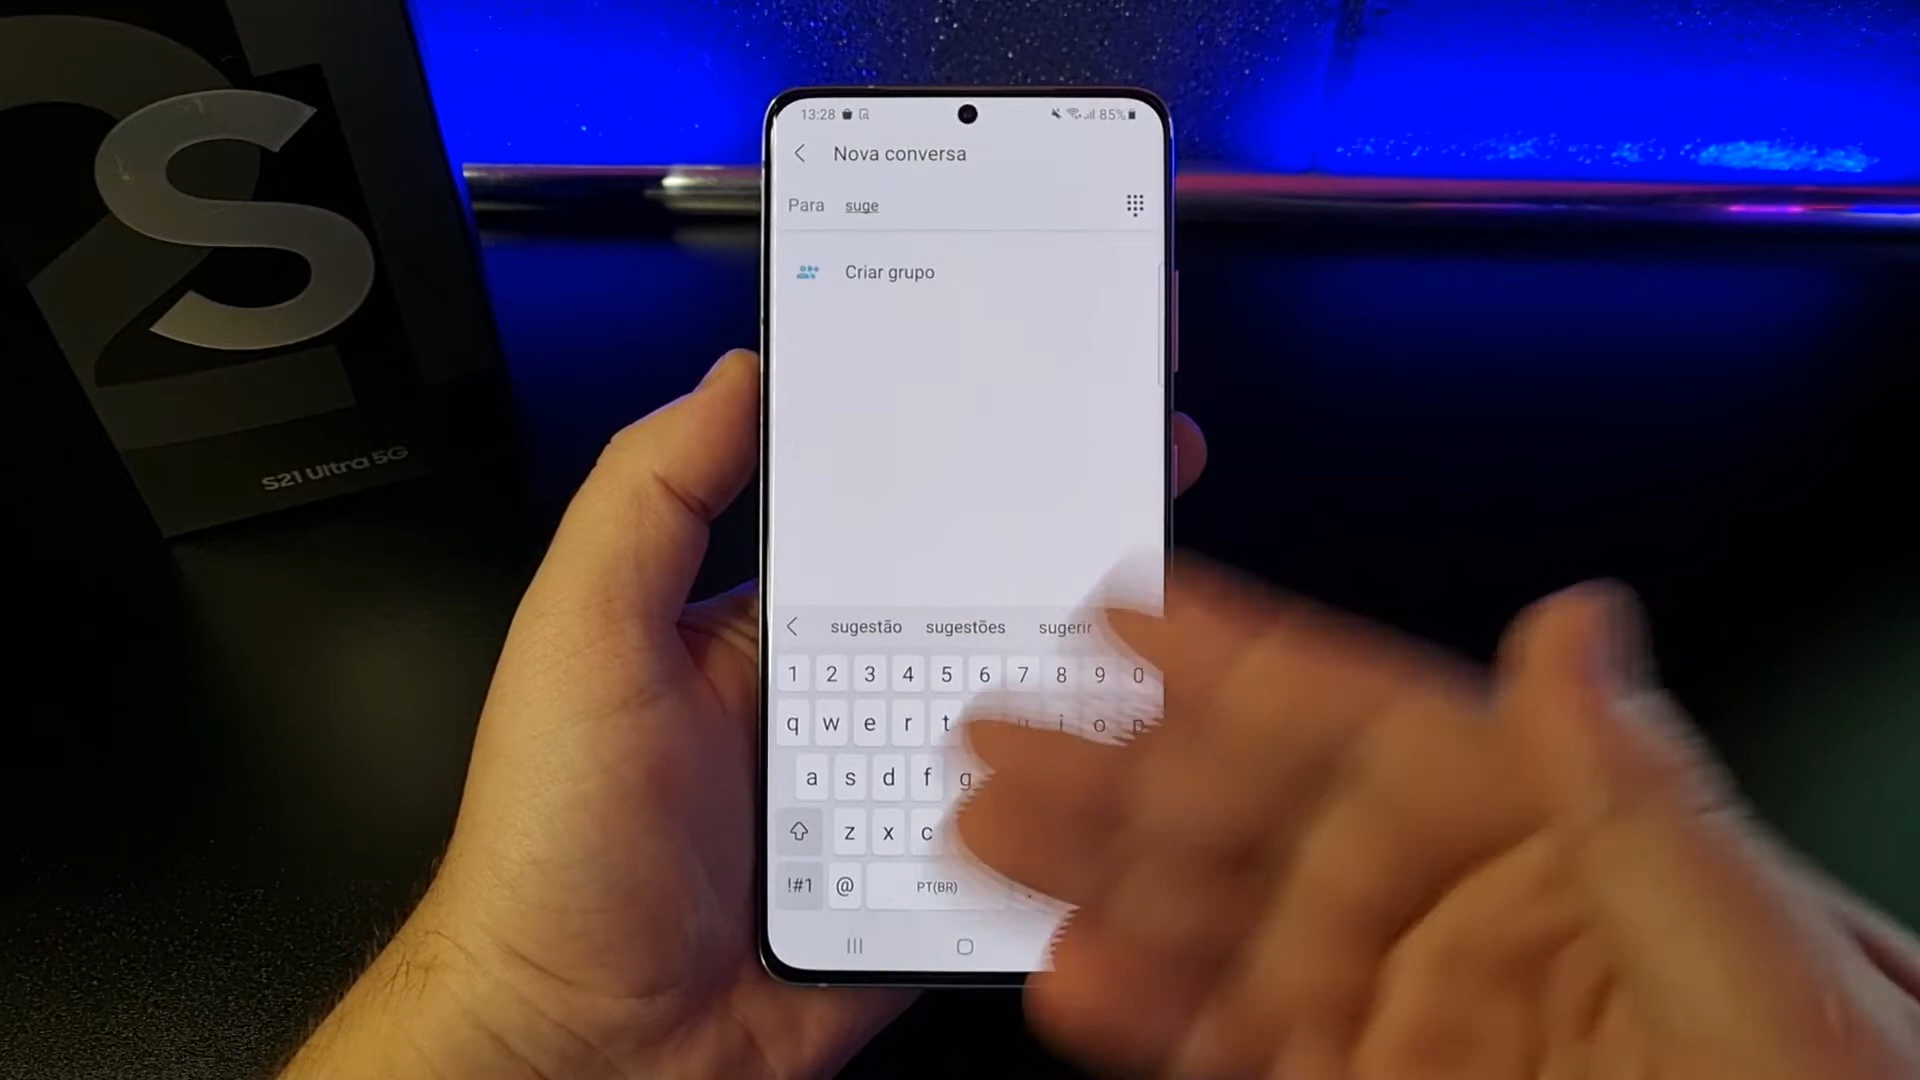 S21
S21 Ultra 5G
13:28
85%
Nova conversa
Para suge
Criar grupo
sugestão sugestões sugerir
1 2 3 4 5 6 7 8 9 0
q w e r t u i o p
a s d f g
z x c
!#1 @ PT(BR)